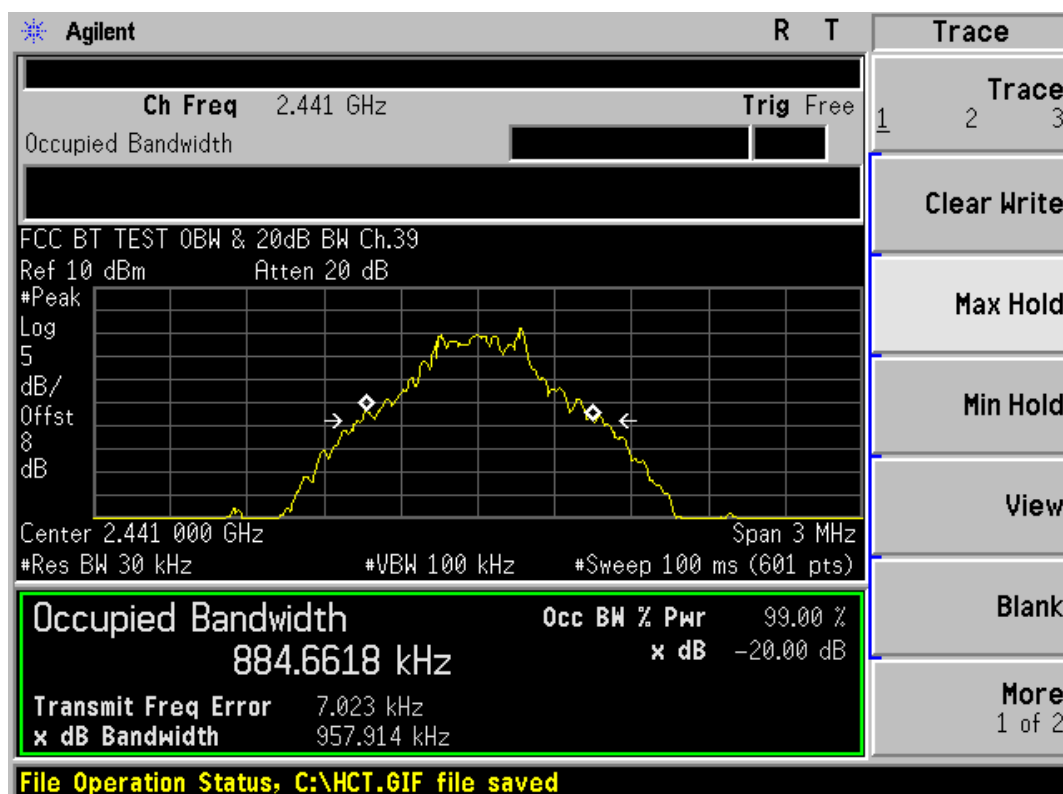 Agilent R T Trace
Ch Freq 2.441 GHz Trig Free
Occupied Bandwidth
Trace
1 2 3
Clear Write
Max Hold
Min Hold
View
Blank
More
1 of 2
FCC BT TEST OBW & 20dB BW Ch.39
Ref 10 dBm Atten 20 dB
#Peak
Log
5
dB/
Offst
8
dB
Center 2.441 000 GHz Span 3 MHz
#Res BW 30 kHz #VBW 100 kHz #Sweep 100 ms (601 pts)
Occupied Bandwidth Occ BW % Pwr 99.00 %
884.6618 kHz x dB -20.00 dB
Transmit Freq Error 7.023 kHz
x dB Bandwidth 957.914 kHz
File Operation Status, C:\HCT.GIF file saved